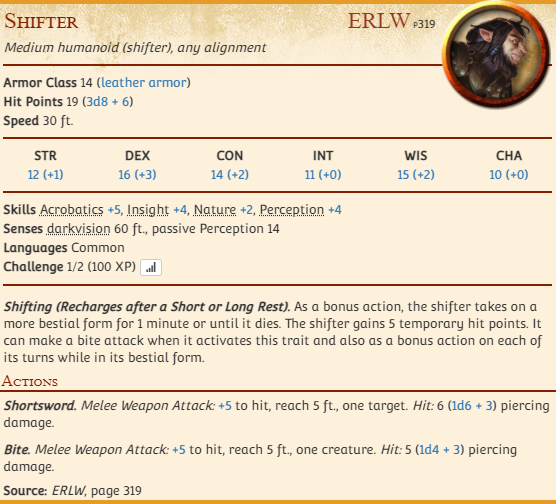 Shifter ERLW P319
Medium humanoid (shifter), any alignment
Armor Class 14 (leather armor)
Hit Points 19 (3d8 + 6)
Speed 30 ft.
STR DEX CON INT WIS CHA
12 (+1) 16 (+3) 14 (+2) 11 (+0) 15 (+2) 10 (+0)
Skills Acrobatics +5, Insight +4, Nature +2, Perception +4
Senses darkvision 60 ft., passive Perception 14
Languages Common
Challenge 1/2 (100 XP)
Shifting (Recharges after a Short or Long Rest). As a bonus action, the shifter takes on a
more bestial form for 1 minute or until it dies. The shifter gains 5 temporary hit points. It
can make a bite attack when it activates this trait and also as a bonus action on each of
its turns while in its bestial form.
Actions
Shortsword. Melee Weapon Attack: +5 to hit, reach 5 ft., one target. Hit: 6 (1d6 + 3) piercing
damage.
Bite. Melee Weapon Attack: +5 to hit, reach 5 ft., one creature. Hit: 5 (1d4 + 3) piercing
damage.
Source: ERLW, page 319